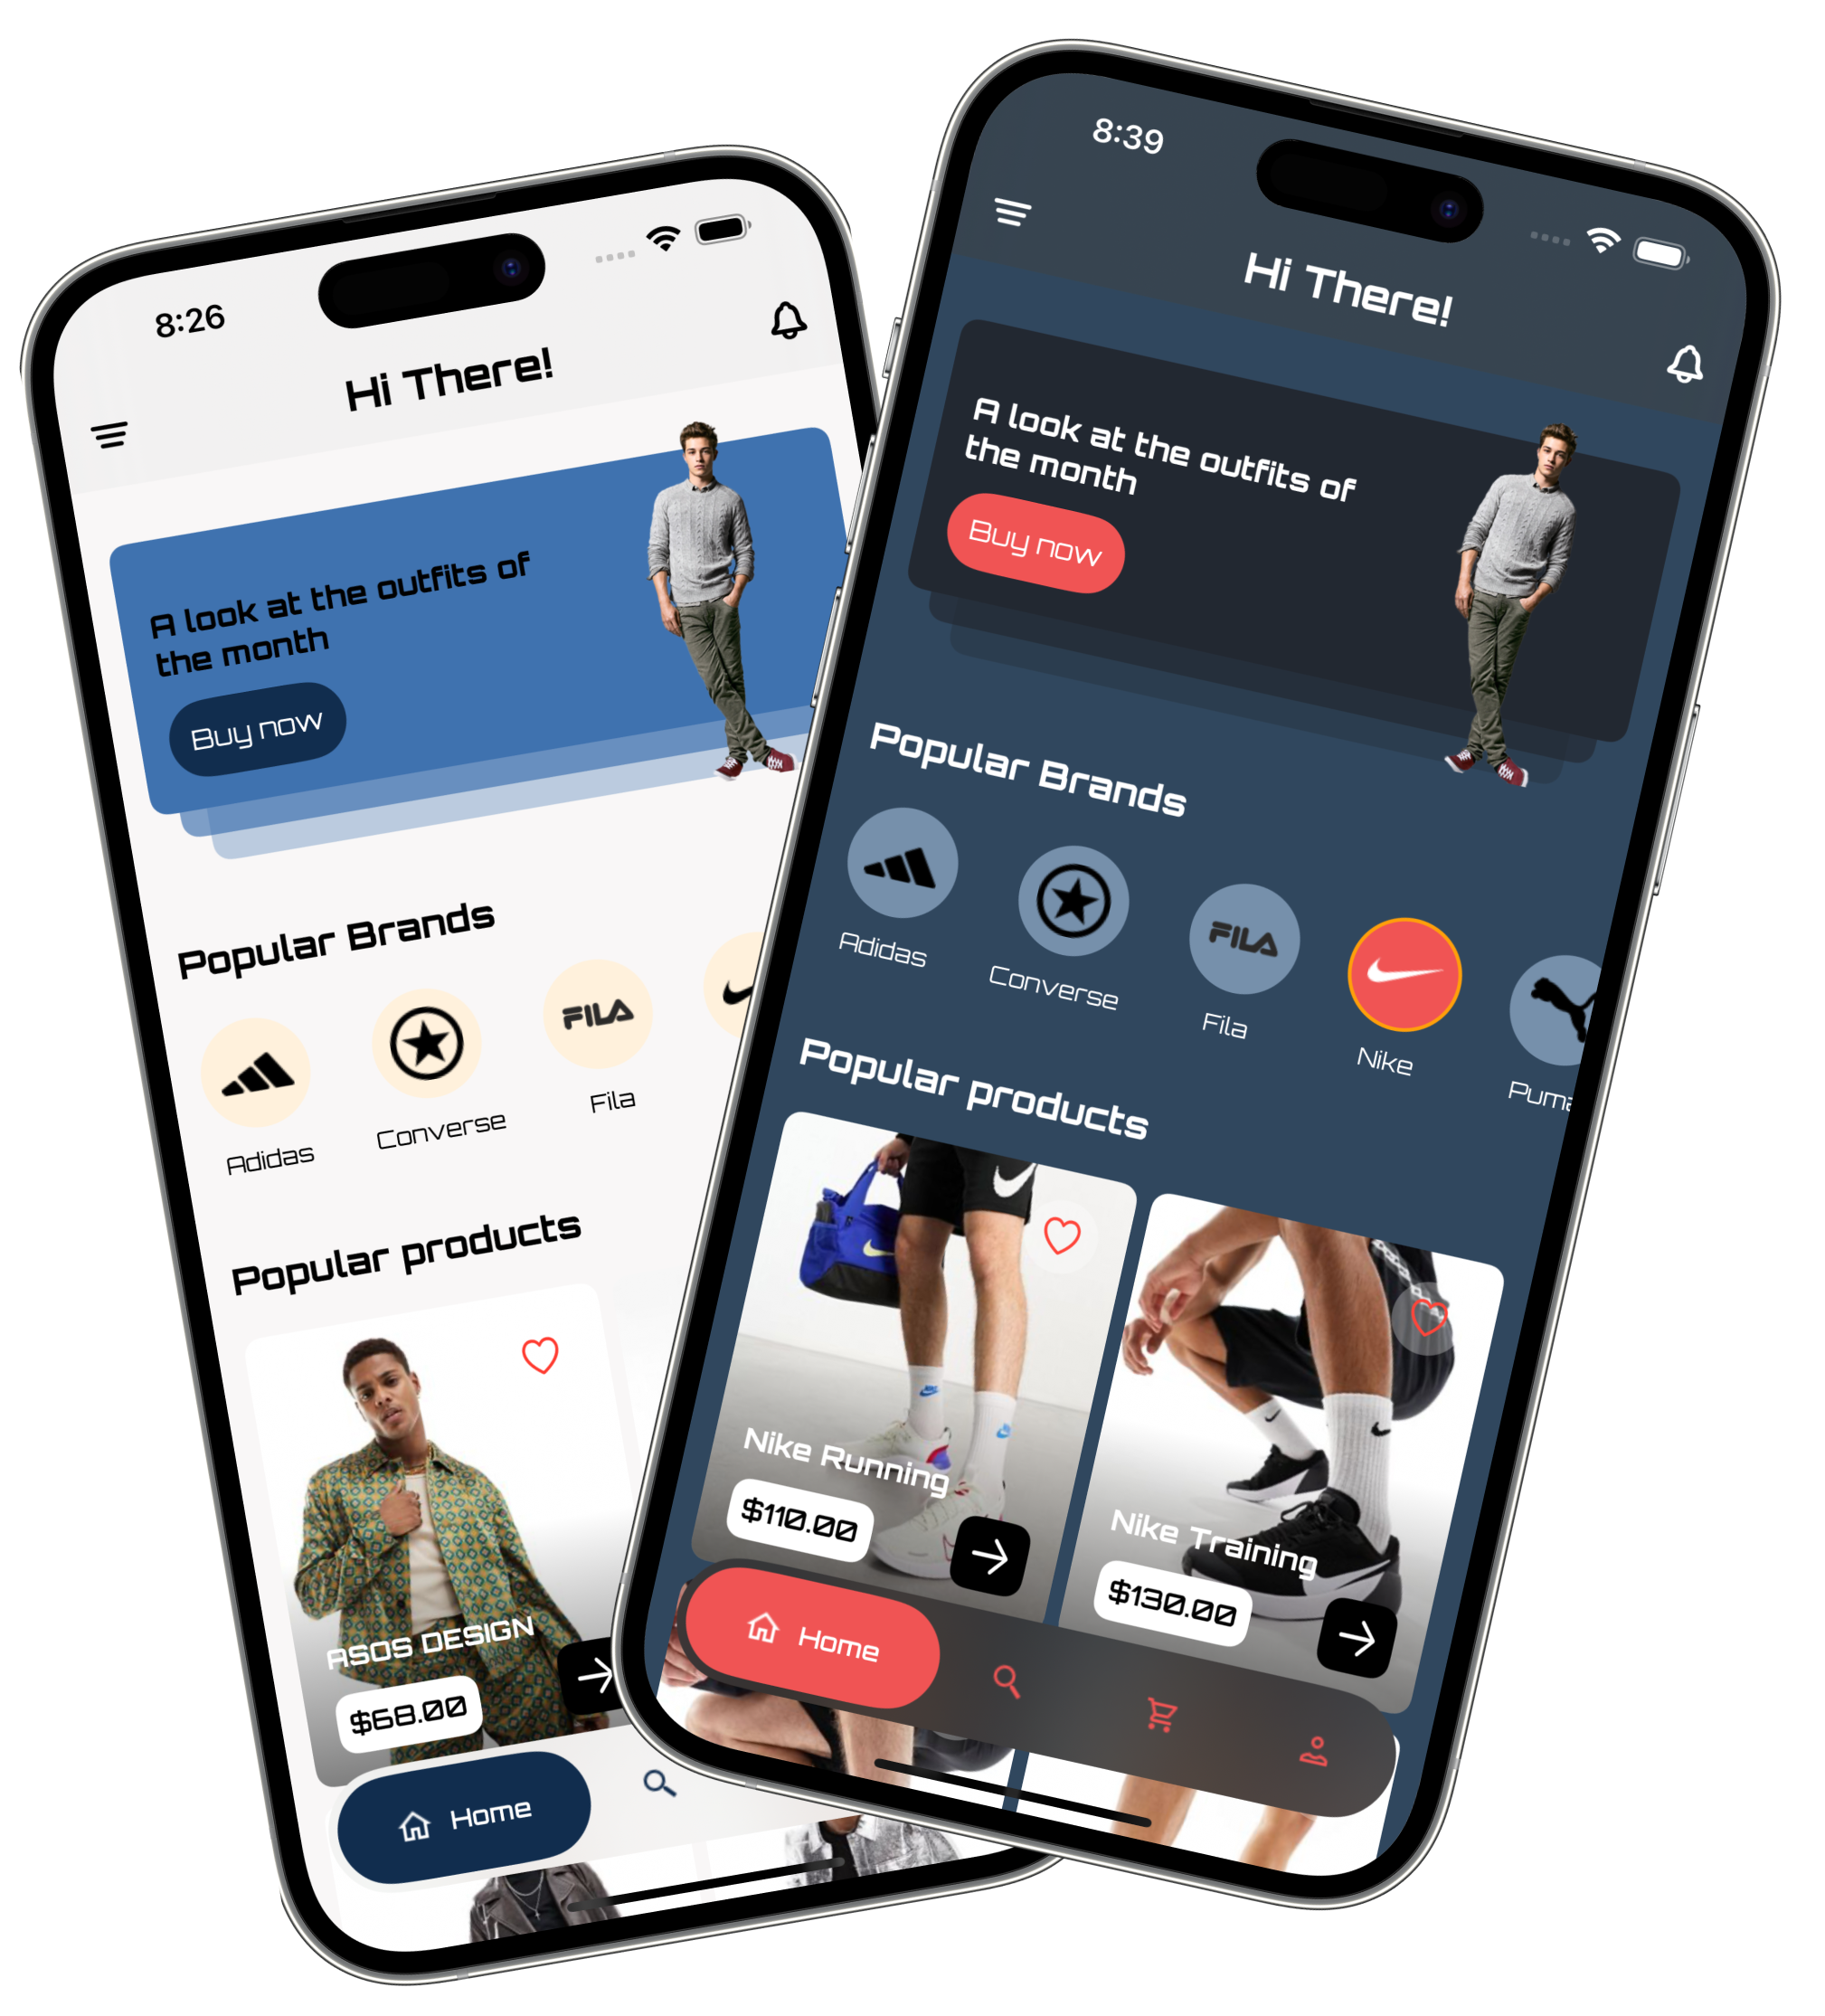 8:26
Hi There!
A look at the outfits of
the month
Buy now
Popular Brands
FILA
Adidas
Converse
Fila
Popular products
ASOS DESIGN
$68.00
Home
8:39
Hi There!
A look at the outfits of
the month
Buy now
Popular Brands
FILA
Adidas
Converse
Fila
Nike
Puma
Popular products
Nike Running
$110.00
Nike Training
$130.00
Home